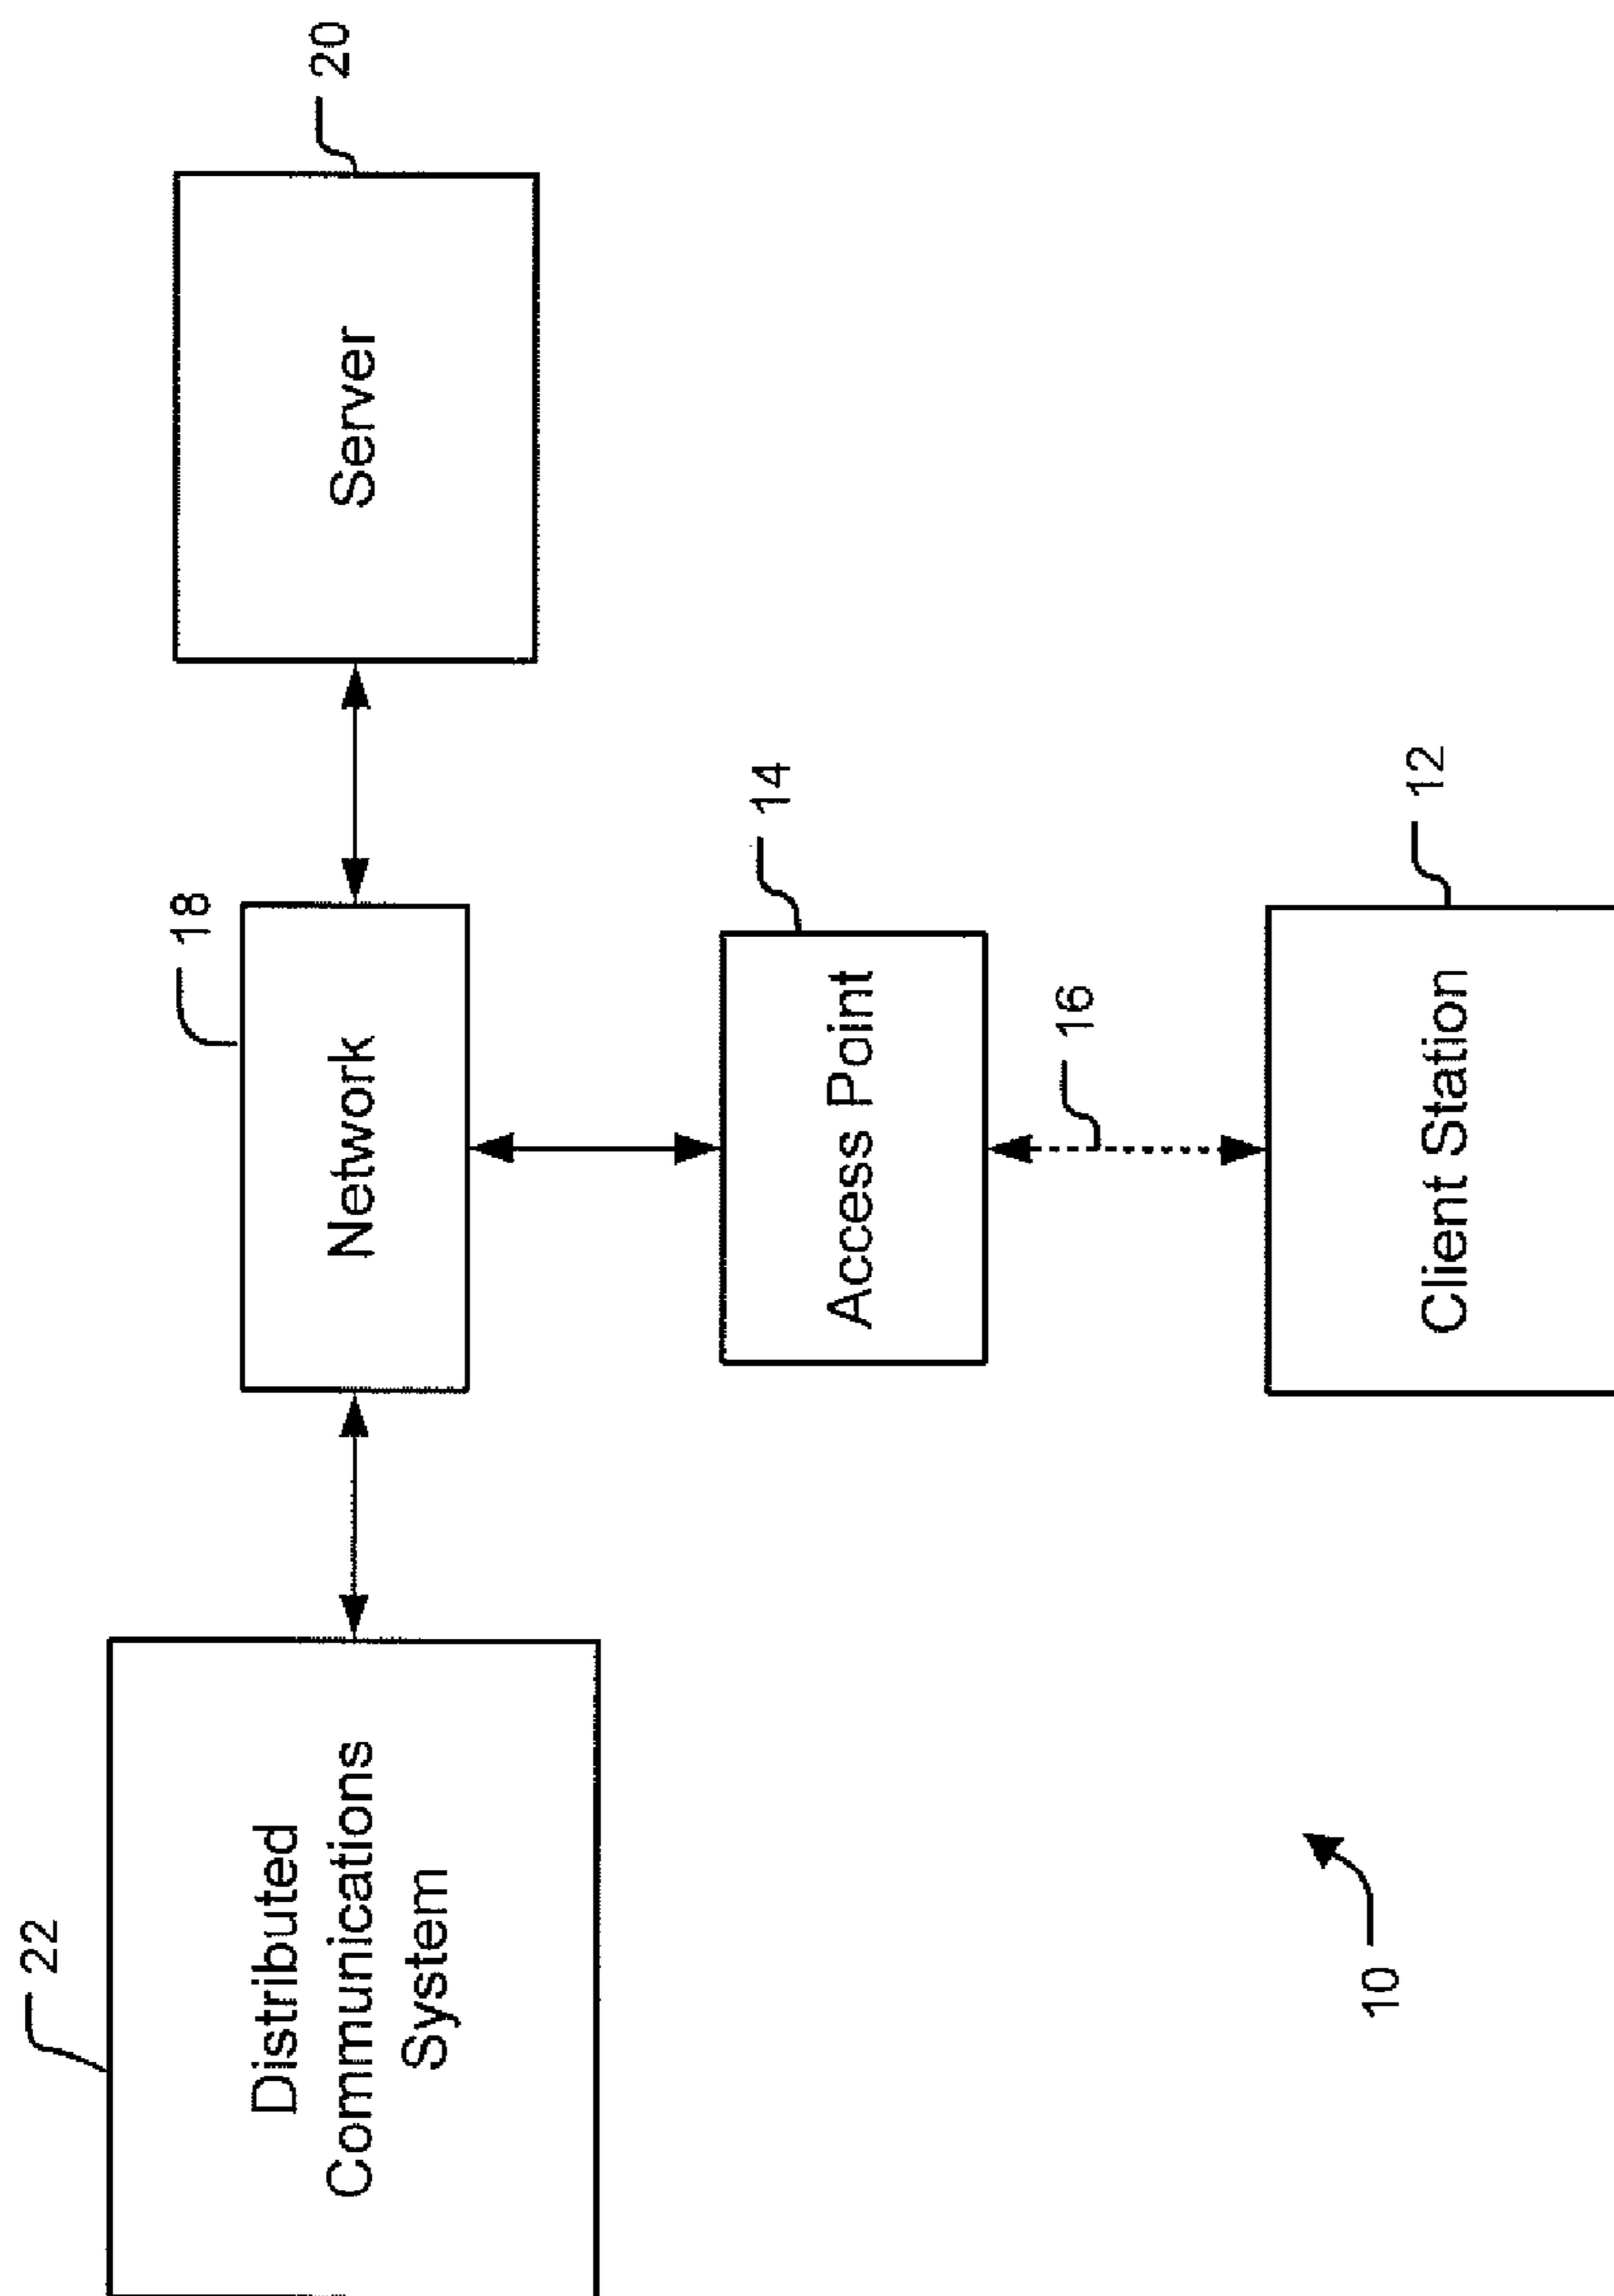 22
Distributed
Communications
System
18
Network
20
Server
14
Access Point
16
12
Client Station
10